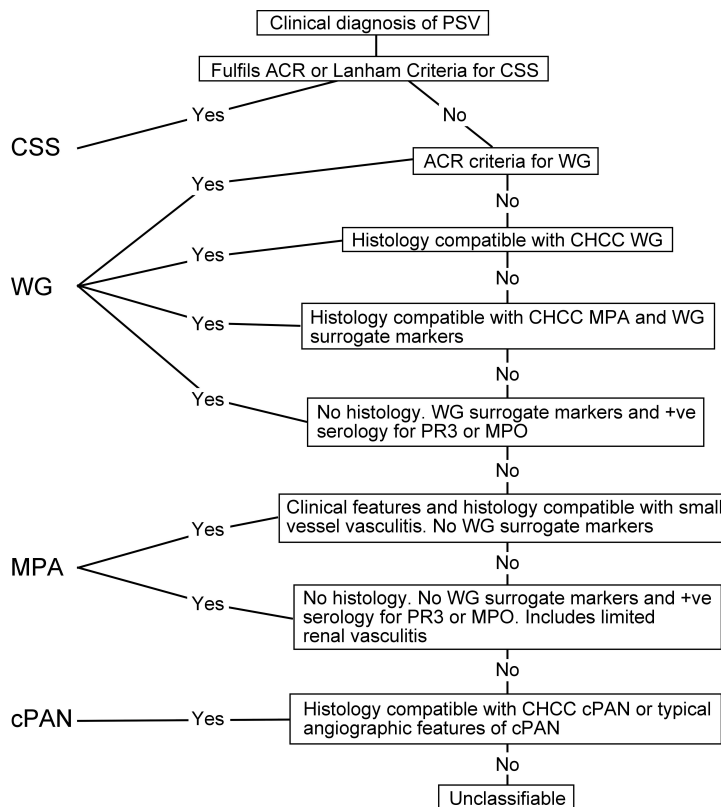 Clinical diagnosis of PSV
Fulfils ACR or Lanham Criteria for CSS
Yes
No
CSS
ACR criteria for WG
Yes
No
Histology compatible with CHCC WG
Yes
No
WG
Histology compatible with CHCC MPA and WG
surrogate markers
Yes
No
No histology. WG surrogate markers and +ve
serology for PR3 or MPO
Yes
No
Clinical features and histology compatible with small
vessel vasculitis. No WG surrogate markers
Yes
No
MPA
No histology. No WG surrogate markers and +ve
serology for PR3 or MPO. Includes limited
renal vasculitis
Yes
No
cPAN
Yes
Histology compatible with CHCC cPAN or typical
angiographic features of cPAN
No
Unclassifiable